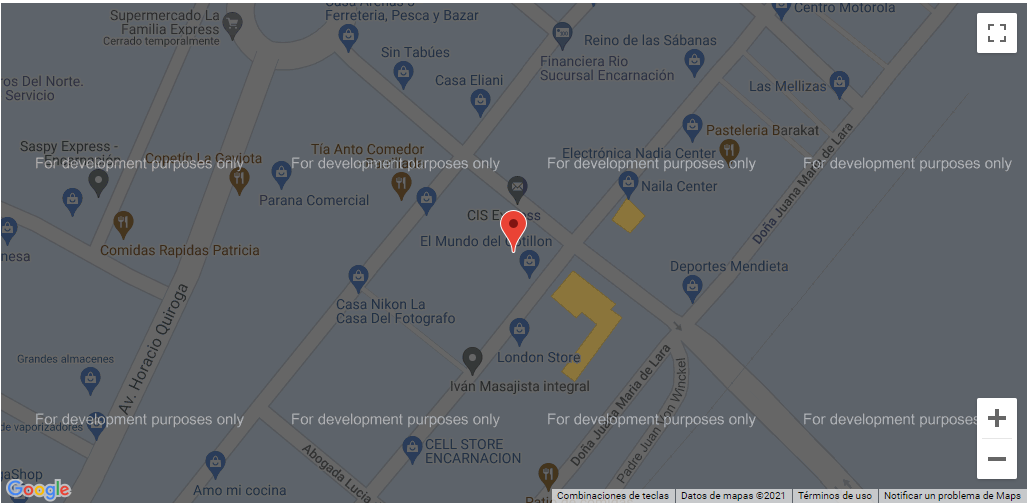 Supermercado La
Familia Express
Cerrado temporalmente
Ferretería, Pesca y Bazar
Centro Motorola
Sin Tabúes
Reino de las Sábanas
Financiera Rio
Sucursal Encarnación
Casa Eliani
Las Mellizas
os Del Norte.
Servicio
Saspy Express -
Tía Anto Comedor
Pasteleria Barakat
Copetín La Gaviota
Electrónica Nadia Center
For development purposes only
For development purposes only
For development purposes only
For development purposes only
Parana Comercial
Naila Center
CIS
El Mundo del Cotillon
Comidas Rapidas Patricia
nesa
Doña Juana María de Lara
Deportes Mendieta
Casa Nikon La
Casa Del Fotografo
Av. Horacio Quiroga
London Store
Grandes almacenes
Iván Masajista integral
Doña Juana María de Lara
Padre Juan Von Winckel
For development purposes only
For development purposes only
For development purposes only
For development purposes only
de vaporizadores
CELL STORE
ENCARNACION
Abogada Lucia
gaShop
Amo mi cocina
Google
Combinaciones de teclas
Datos de mapas ©2021
Términos de uso
Notificar un problema de Maps